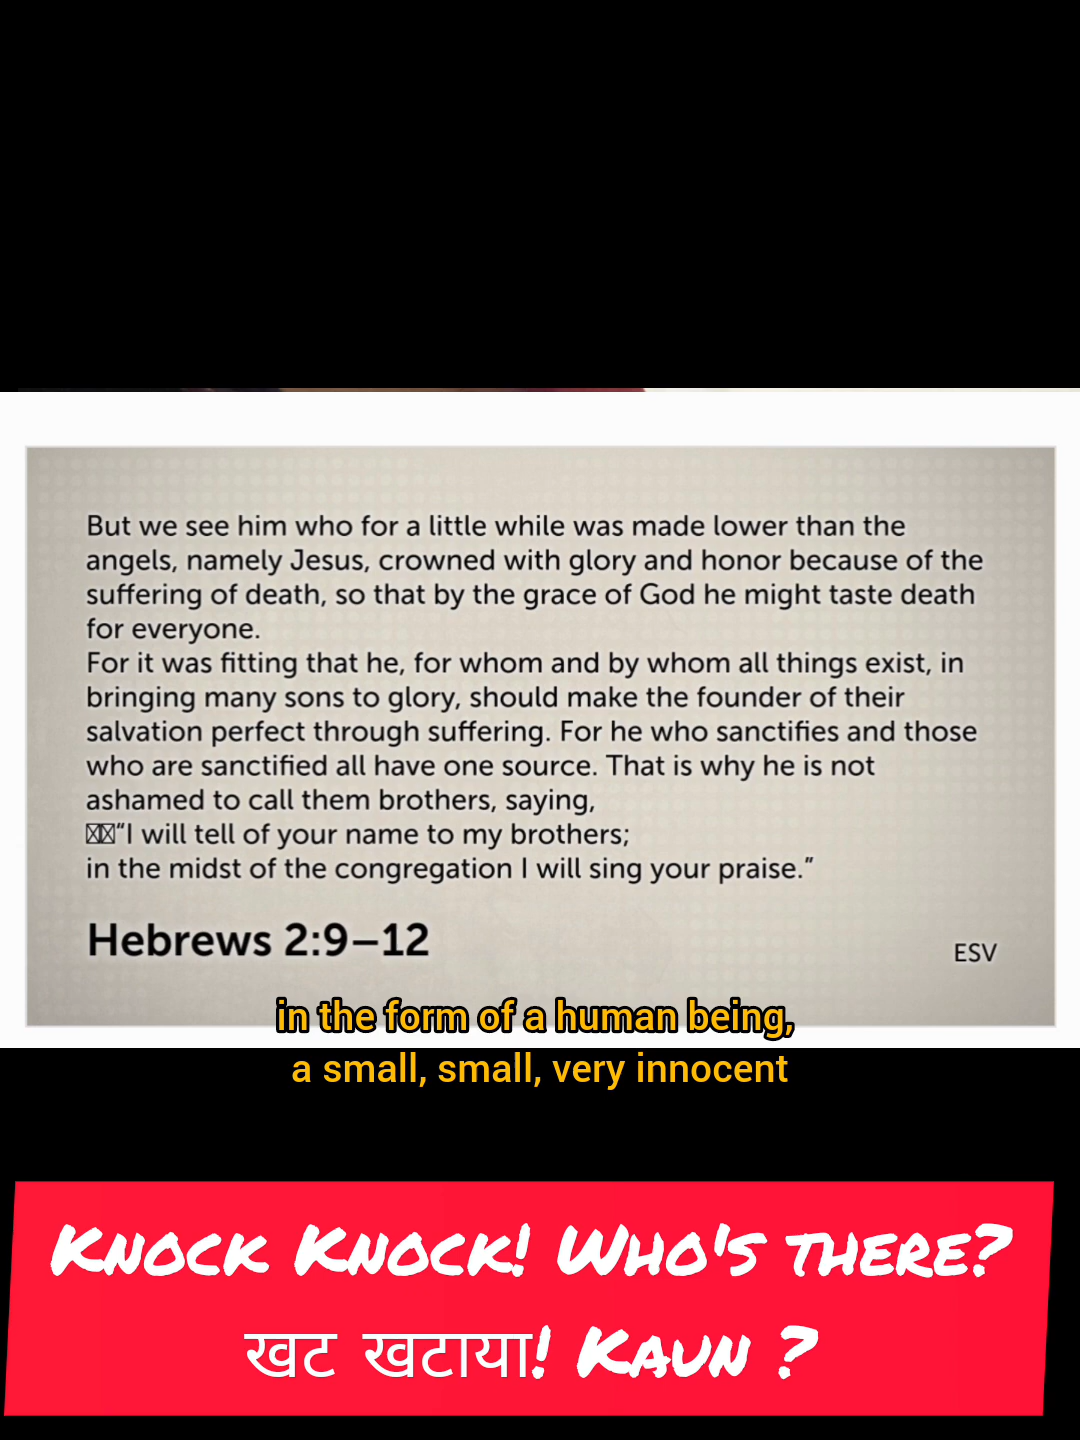 But we see him who for a little while was made lower than the
angels, namely Jesus, crowned with glory and honor because of the
suffering of death, so that by the grace of God he might taste death
for everyone.
For it was fitting that he, for whom and by whom all things exist, in
bringing many sons to glory, should make the founder of their
salvation perfect through suffering. For he who sanctifies and those
who are sanctified all have one source. That is why he is not
ashamed to call them brothers, saying,
“I will tell of your name to my brothers;
in the midst of the congregation I will sing your praise.”
Hebrews 2:9–12
ESV
in the form of a human being,
a small, small, very innocent
Knock Knock! Who's there?
खट खटाया! Kaun ?